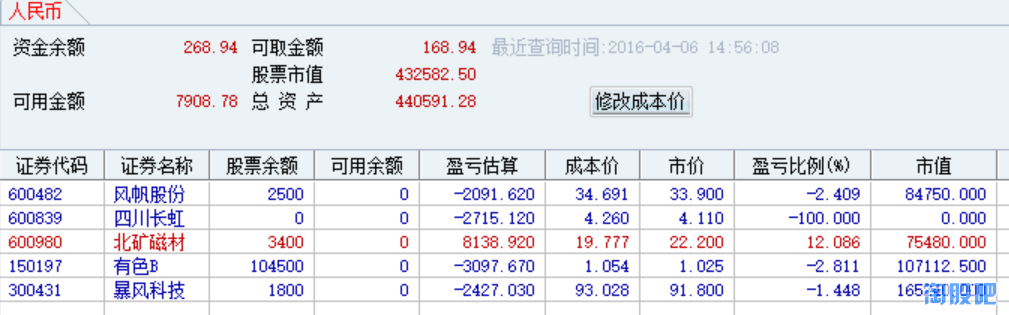 人民币
资金余额 268.94 可取金额 168.94 最近查询时间:2016-04-06 14:56:08
股票市值 432582.50
可用金额 7908.78 总 资 产 440591.28 修改成本价
证券代码 证券名称 股票余额 可用余额 盈亏估算 成本价 市价 盈亏比例(%) 市值
600482 风帆股份 2500 0 -2091.620 34.691 33.900 -2.409 84750.000
600839 四川长虹 0 0 -2715.120 4.260 4.110 -100.000 0.000
600980 北矿磁材 3400 0 8138.920 19.777 22.200 12.086 75480.000
150197 有色B 104500 0 -3097.670 1.054 1.025 -2.811 107112.500
300431 暴风科技 1800 0 -2427.030 93.028 91.800 -1.448
淘股吧